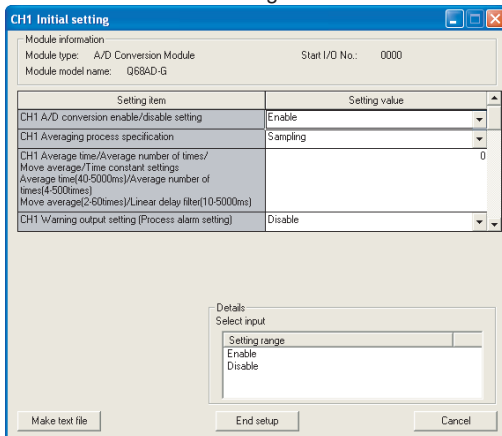 CH1 Initial setting
Module information
Module type: A/D Conversion Module Start I/O No.: 0000
Module model name: Q68AD-G
Setting item Setting value
CH1 A/D conversion enable/disable setting Enable
CH1 Averaging process specification Sampling
CH1 Average time/Average number of times/ 0
Move average/Time constant settings
Average time(40-5000ms)/Average number of
times(4-500times)
Move average(2-60times)/Linear delay filter(10-5000ms)
CH1 Warning output setting (Process alarm setting) Disable
Details
Select input
Setting range
Enable
Disable
Make text file End setup Cancel